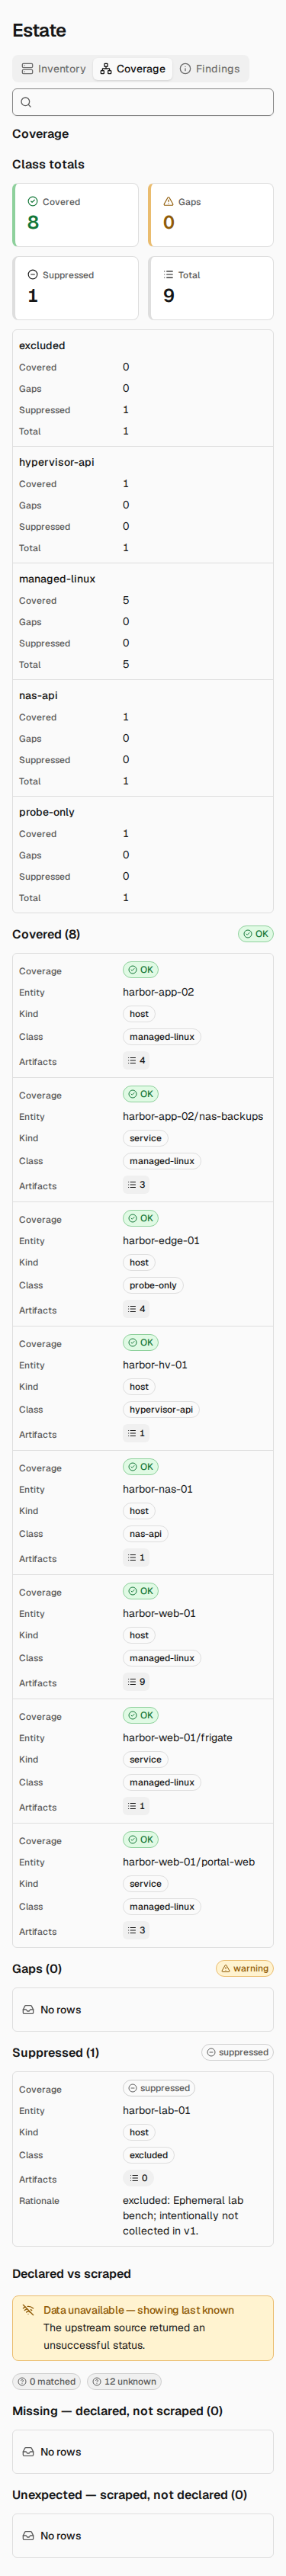 Estate
Inventory Coverage Findings
Coverage
Class totals
Covered
8
Gaps
0
Suppressed
1
Total
9
excluded
Covered 0
Gaps 0
Suppressed 1
Total 1
hypervisor-api
Covered 1
Gaps 0
Suppressed 0
Total 1
managed-linux
Covered 5
Gaps 0
Suppressed 0
Total 5
nas-api
Covered 1
Gaps 0
Suppressed 0
Total 1
probe-only
Covered 1
Gaps 0
Suppressed 0
Total 1
Covered (8) OK
Coverage OK
Entity harbor-app-02
Kind host
Class managed-linux
Artifacts 4
Coverage OK
Entity harbor-app-02/nas-backups
Kind service
Class managed-linux
Artifacts 3
Coverage OK
Entity harbor-edge-01
Kind host
Class probe-only
Artifacts 4
Coverage OK
Entity harbor-hv-01
Kind host
Class hypervisor-api
Artifacts 1
Coverage OK
Entity harbor-nas-01
Kind host
Class nas-api
Artifacts 1
Coverage OK
Entity harbor-web-01
Kind host
Class managed-linux
Artifacts 9
Coverage OK
Entity harbor-web-01/frigate
Kind service
Class managed-linux
Artifacts 1
Coverage OK
Entity harbor-web-01/portal-web
Kind service
Class managed-linux
Artifacts 3
Gaps (0) warning
No rows
Suppressed (1) suppressed
Coverage suppressed
Entity harbor-lab-01
Kind host
Class excluded
Artifacts 0
Rationale excluded: Ephemeral lab
bench; intentionally not
collected in v1.
Declared vs scraped
Data unavailable — showing last known
The upstream source returned an
unsuccessful status.
0 matched 12 unknown
Missing — declared, not scraped (0)
No rows
Unexpected — scraped, not declared (0)
No rows